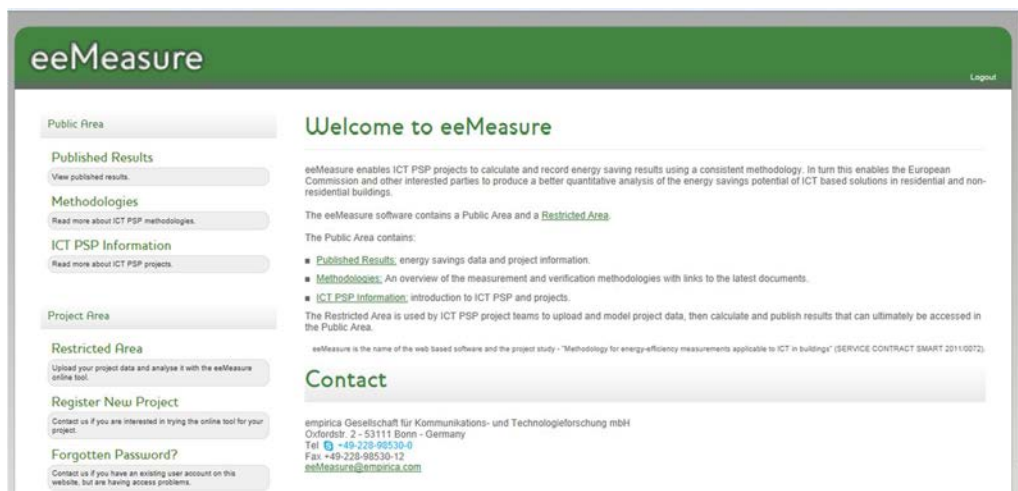 eeMeasure
Logout
Public Area
Published Results
View published results.
Methodologies
Read more about ICT PSP methodologies.
ICT PSP Information
Read more about ICT PSP projects.
Project Area
Restricted Area
Upload your project data and analyse it with the eeMeasure
online tool.
Register New Project
Contact us if you are interested in trying the online tool for your
project.
Forgotten Password?
Contact us if you have an existing user account on this
website, but are having access problems.
Welcome to eeMeasure
eeMeasure enables ICT PSP projects to calculate and record energy saving results using a consistent methodology. In turn this enables the European
Commission and other interested parties to produce a better quantitative analysis of the energy savings potential of ICT based solutions in residential and non-
residential buildings.
The eeMeasure software contains a Public Area and a Restricted Area.
The Public Area contains:
Published Results: energy savings data and project information.
Methodologies: An overview of the measurement and verification methodologies with links to the latest documents.
ICT PSP Information: introduction to ICT PSP and projects.
The Restricted Area is used by ICT PSP project teams to upload and model project data, then calculate and publish results that can ultimately be accessed in
the Public Area.
eeMeasure is the name of the web based software and the project study - "Methodology for energy-efficiency measurements applicable to ICT in buildings" (SERVICE CONTRACT SMART 2011/0072).
Contact
empirica Gesellschaft für Kommunikations- und Technologieforschung mbH
Oxfordstr. 2 - 53111 Bonn - Germany
Tel +49-228-98530-0
Fax +49-228-98530-12
eeMeasure@empirica.com